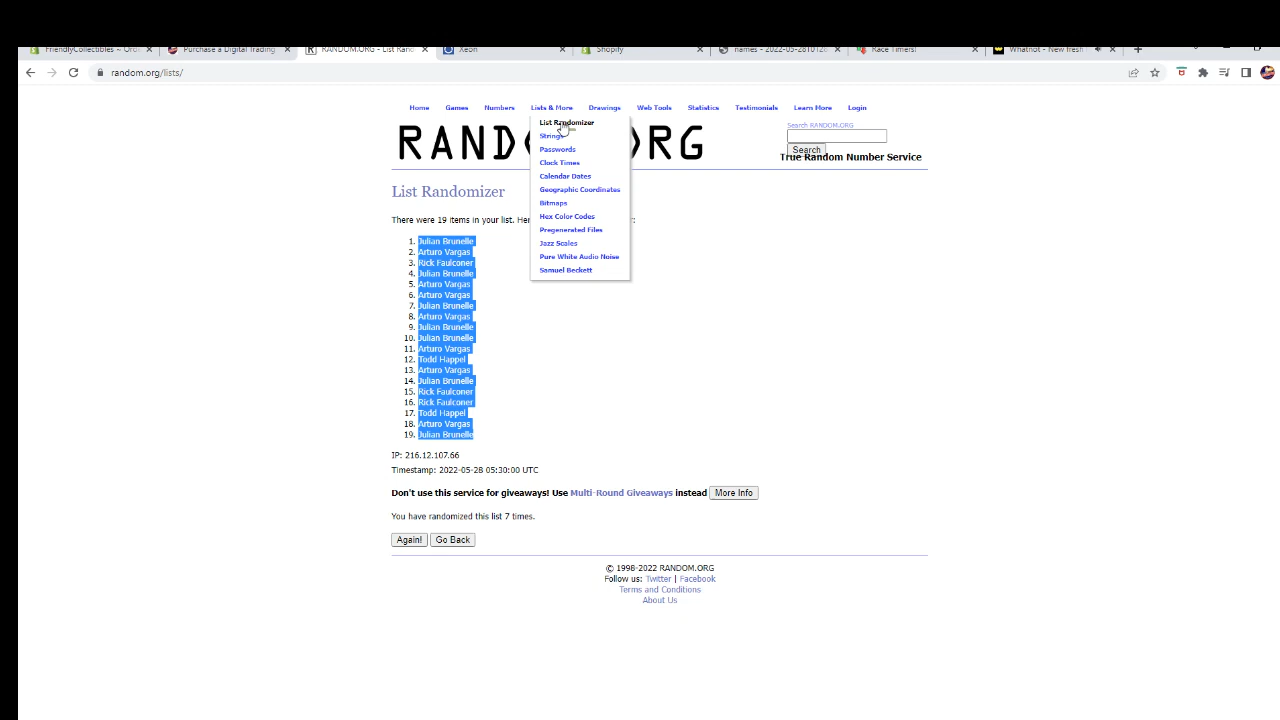 FriendlyCollectibles ~ Ord
Purchase a Digital Trading
RANDOM.ORG - List Rand
Xeon
Shopify
names - 2022-05-28T0128
Race Timers!
Whatnot - New fresh
random.org/lists/
Home Games Numbers Lists & More Drawings Web Tools Statistics Testimonials Learn More Login
List Randomizer
Strings
Passwords
Clock Times
Calendar Dates
Geographic Coordinates
Bitmaps
Hex Color Codes
Pregenerated Files
Jazz Scales
Pure White Audio Noise
Samuel Beckett
Search RANDOM.ORG
Search
True Random Number Service
List Randomizer
There were 19 items in your list. Her
1. Julian Brunelle
2. Arturo Vargas
3. Rick Faulconer
4. Julian Brunelle
5. Arturo Vargas
6. Arturo Vargas
7. Julian Brunelle
8. Arturo Vargas
9. Julian Brunelle
10. Julian Brunelle
11. Arturo Vargas
12. Todd Happel
13. Arturo Vargas
14. Julian Brunelle
15. Rick Faulconer
16. Rick Faulconer
17. Todd Happel
18. Arturo Vargas
19. Julian Brunelle
IP: 216.12.107.66
Timestamp: 2022-05-28 05:30:00 UTC
Don't use this service for giveaways! Use Multi-Round Giveaways instead More Info
You have randomized this list 7 times.
Again! Go Back
© 1998-2022 RANDOM.ORG
Follow us: Twitter | Facebook
Terms and Conditions
About Us